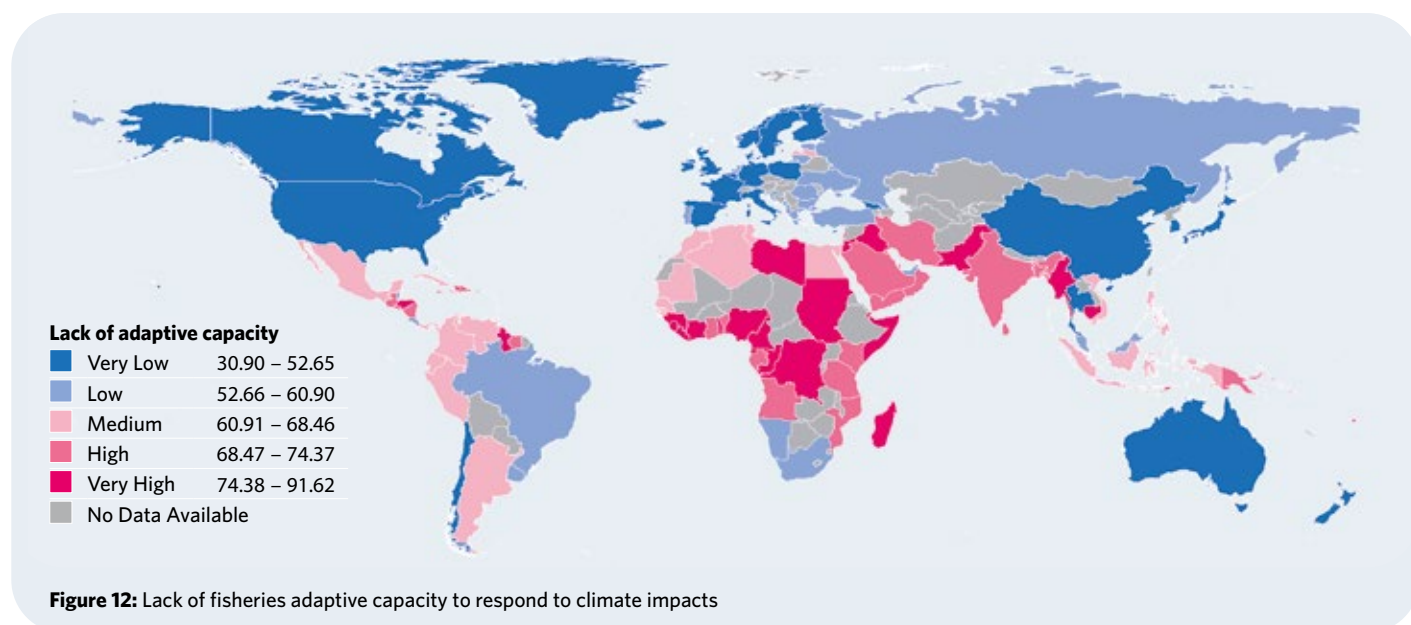 Lack of adaptive capacity
Very Low 30.90 – 52.65
Low 52.66 – 60.90
Medium 60.91 – 68.46
High 68.47 – 74.37
Very High 74.38 – 91.62
No Data Available
Figure 12: Lack of fisheries adaptive capacity to respond to climate impacts